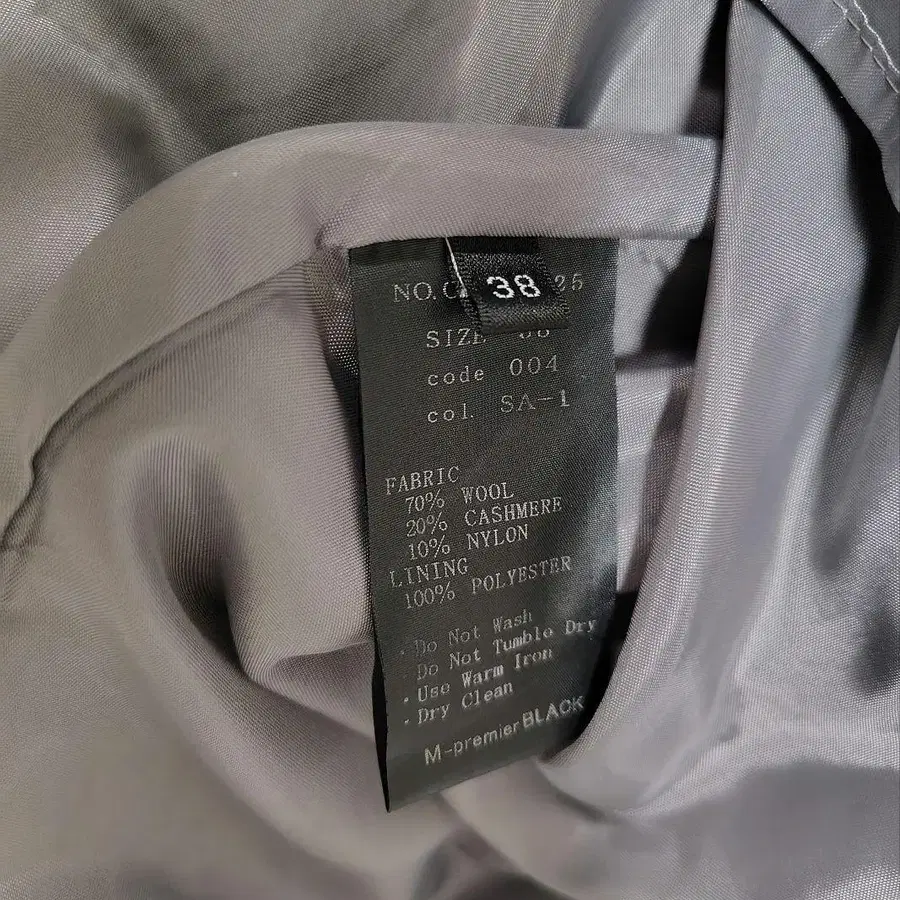 38
NO. 25
SIZE
code 004
col. SA-1
FABRIC
70% WOOL
20% CASHMERE
10% NYLON
LINING
100% POLYESTER
· Do Not Wash
· Do Not Tumble Dry
· Use Warm Iron
· Dry Clean
M-premier BLACK